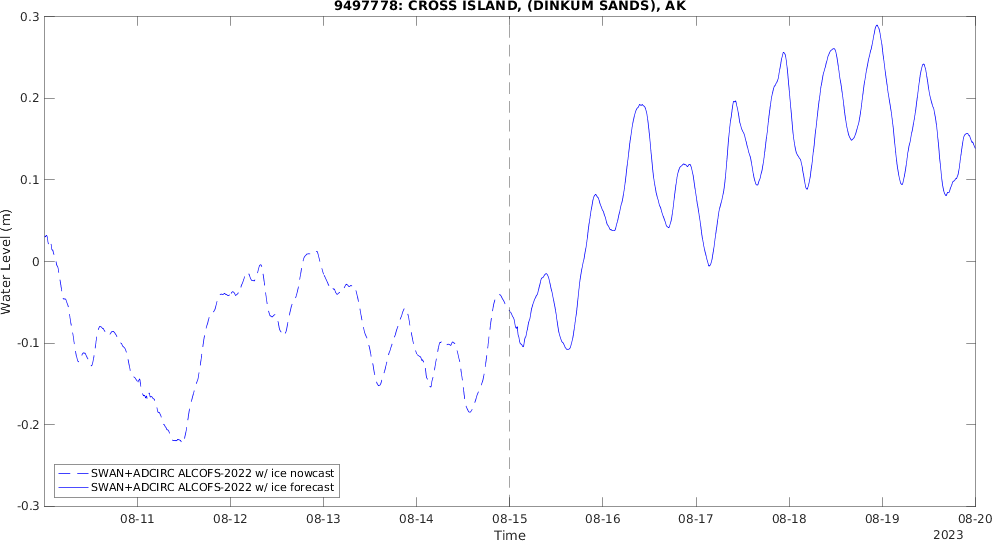 9497778: CROSS ISLAND, (DINKUM SANDS), AK
0.3
0.2
0.1
0
-0.1
-0.2
-0.3
Water Level (m)
SWAN+ADCIRC ALCOFS-2022 w/ ice nowcast
SWAN+ADCIRC ALCOFS-2022 w/ ice forecast
08-11 08-12 08-13 08-14 08-15 08-16 08-17 08-18 08-19 08-20
Time
2023